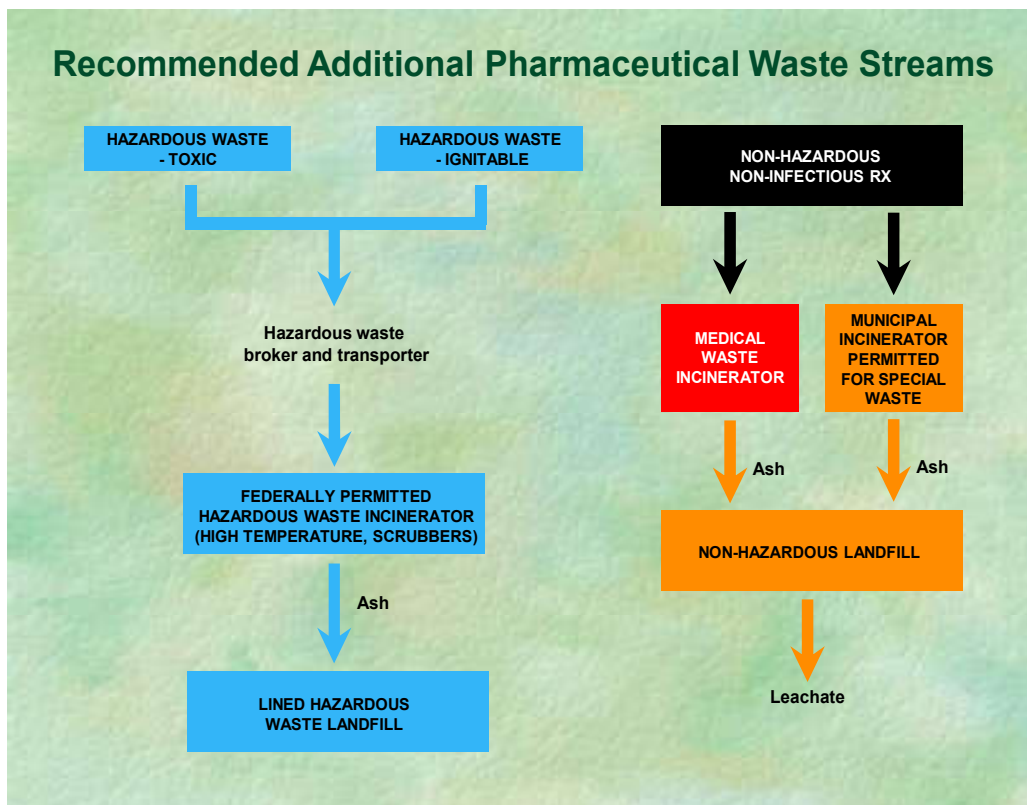 Recommended Additional Pharmaceutical Waste Streams
HAZARDOUS WASTE
- TOXIC
HAZARDOUS WASTE
- IGNITABLE
Hazardous waste
broker and transporter
FEDERALLY PERMITTED
HAZARDOUS WASTE INCINERATOR
(HIGH TEMPERATURE, SCRUBBERS)
Ash
LINED HAZARDOUS
WASTE LANDFILL
NON-HAZARDOUS
NON-INFECTIOUS RX
MEDICAL
WASTE
INCINERATOR
MUNICIPAL
INCINERATOR
PERMITTED
FOR SPECIAL
WASTE
Ash
Ash
NON-HAZARDOUS LANDFILL
Leachate